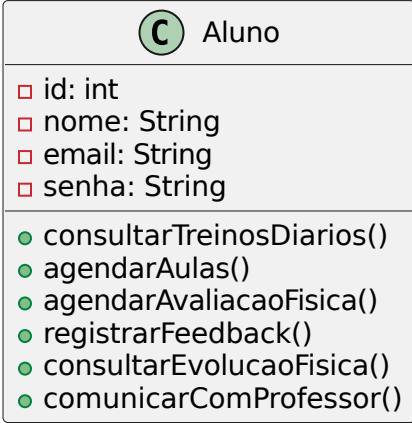 C Aluno
id: int
nome: String
email: String
senha: String
consultarTreinosDiarios()
agendarAulas()
agendarAvaliacaoFisica()
registrarFeedback()
consultarEvolucaoFisica()
comunicarComProfessor()